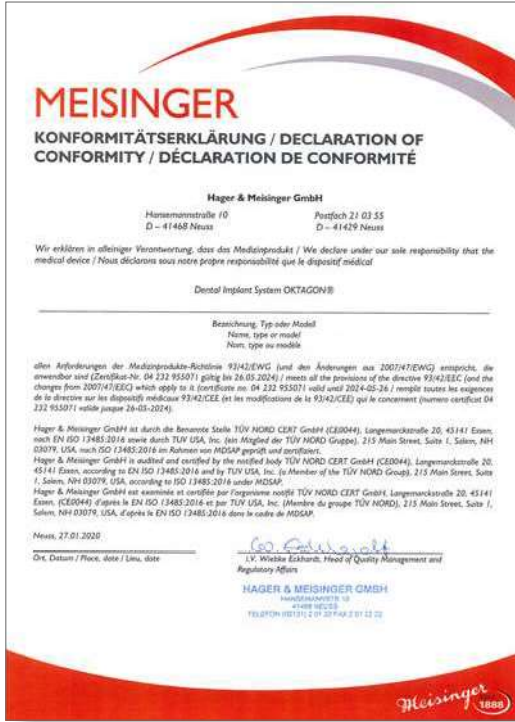 MEISINGER
KONFORMITÄTSERKLÄRUNG / DECLARATION OF
CONFORMITY / DÉCLARATION DE CONFORMITÉ
Hager & Meisinger GmbH
Hansemannstraße 10
Postfach 21 03 55
D – 41468 Neuss
D – 41429 Neuss
Wir erklären in alleiniger Verantwortung, dass das Medizinprodukt / We declare under our sole responsibility that the
medical device / Nous déclarons sous notre propre responsabilité que le dispositif médical
Dental Implant System OKTAGON®
Bezeichnung, Typ oder Modell
Name, type or model
Nom, type ou modèle
allen Anforderungen der Medizinprodukte-Richtlinie 93/42/EWG (und den Änderungen aus 2007/47/EWG) entspricht, die
anwendbar sind (Zertifikat-Nr. 04 232 955071 gültig bis 26.05.2024) / meets all the provisions of the directive 93/42/EEC (and the
changes from 2007/47/EEC) which apply to it (certificate no. 04 232 955071 valid until 2024-05-26 / remplit toutes les exigences
de la directive sur les dispositifs médicaux 93/42/CEE (et les modifications de la 93/42/CEE) qui le concernent (numero certificat 04
232 955071 valide jusque 26-05-2024).
Hager & Meisinger GmbH ist durch die Benannte Stelle TÜV NORD CERT GmbH (CE0044), Langemarckstraße 20, 45141 Essen,
nach EN ISO 13485:2016 sowie durch TÜV USA, Inc. (ein Mitglied der TÜV NORD Gruppe), 215 Main Street, Suite 1, Salem, NH
03079, USA, nach ISO 13485:2016 im Rahmen von MDSAP geprüft und zertifiziert.
Hager & Meisinger GmbH is audited and certified by the notified body TÜV NORD CERT GmbH (CE0044), Langemarckstraße 20,
45141 Essen, according to EN ISO 13485:2016 and by TÜV USA, Inc. (a Member of the TÜV NORD Group), 215 Main Street, Suite
1, Salem, NH 03079, USA, according to ISO 13485:2016 under MDSAP.
Hager & Meisinger GmbH est examinée et certifiée par l'organisme notifié TÜV NORD CERT GmbH, Langemarckstraße 20, 45141
Essen, (CE0044) d'après le EN ISO 13485:2016 et par TÜV USA, Inc. (Membre du groupe TÜV NORD), 215 Main Street, Suite 1,
Salem, NH 03079, USA, d'après le EN ISO 13485:2016 dans le cadre de MDSAP.
Neuss, 27.01.2020
Ort, Datum / Place, date / Lieu, date
i.V. Wiebke Eckhardt, Head of Quality Management and
Regulatory Affairs
HAGER & MEISINGER GMBH
HANSEMANNSTR. 10
41468 NEUSS
Meisinger
1888